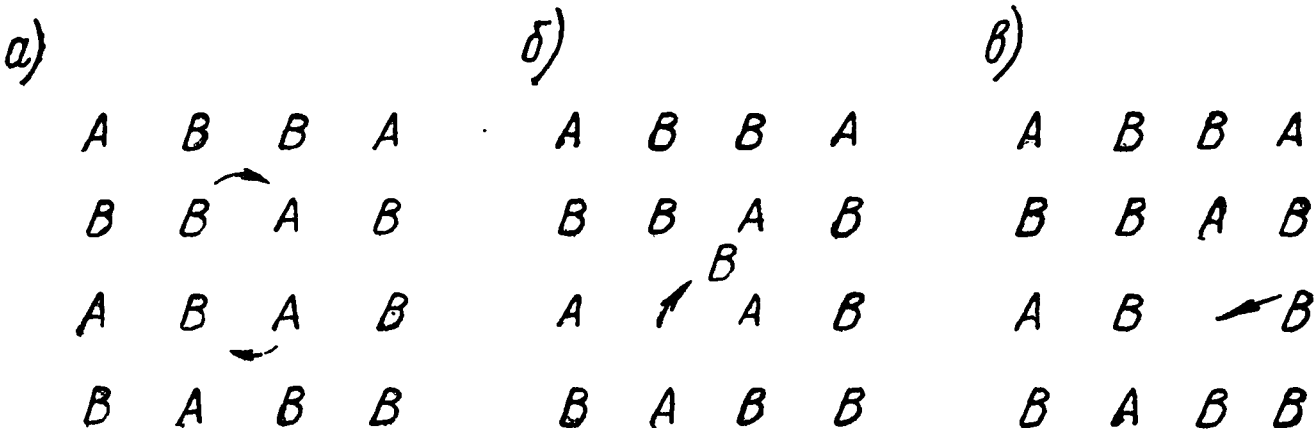 а) б) в)
A B B A A B B A A B B A
B B A B B B A B B B A B
B
A B A B A A B A B B
B A B B B A B B B A B B